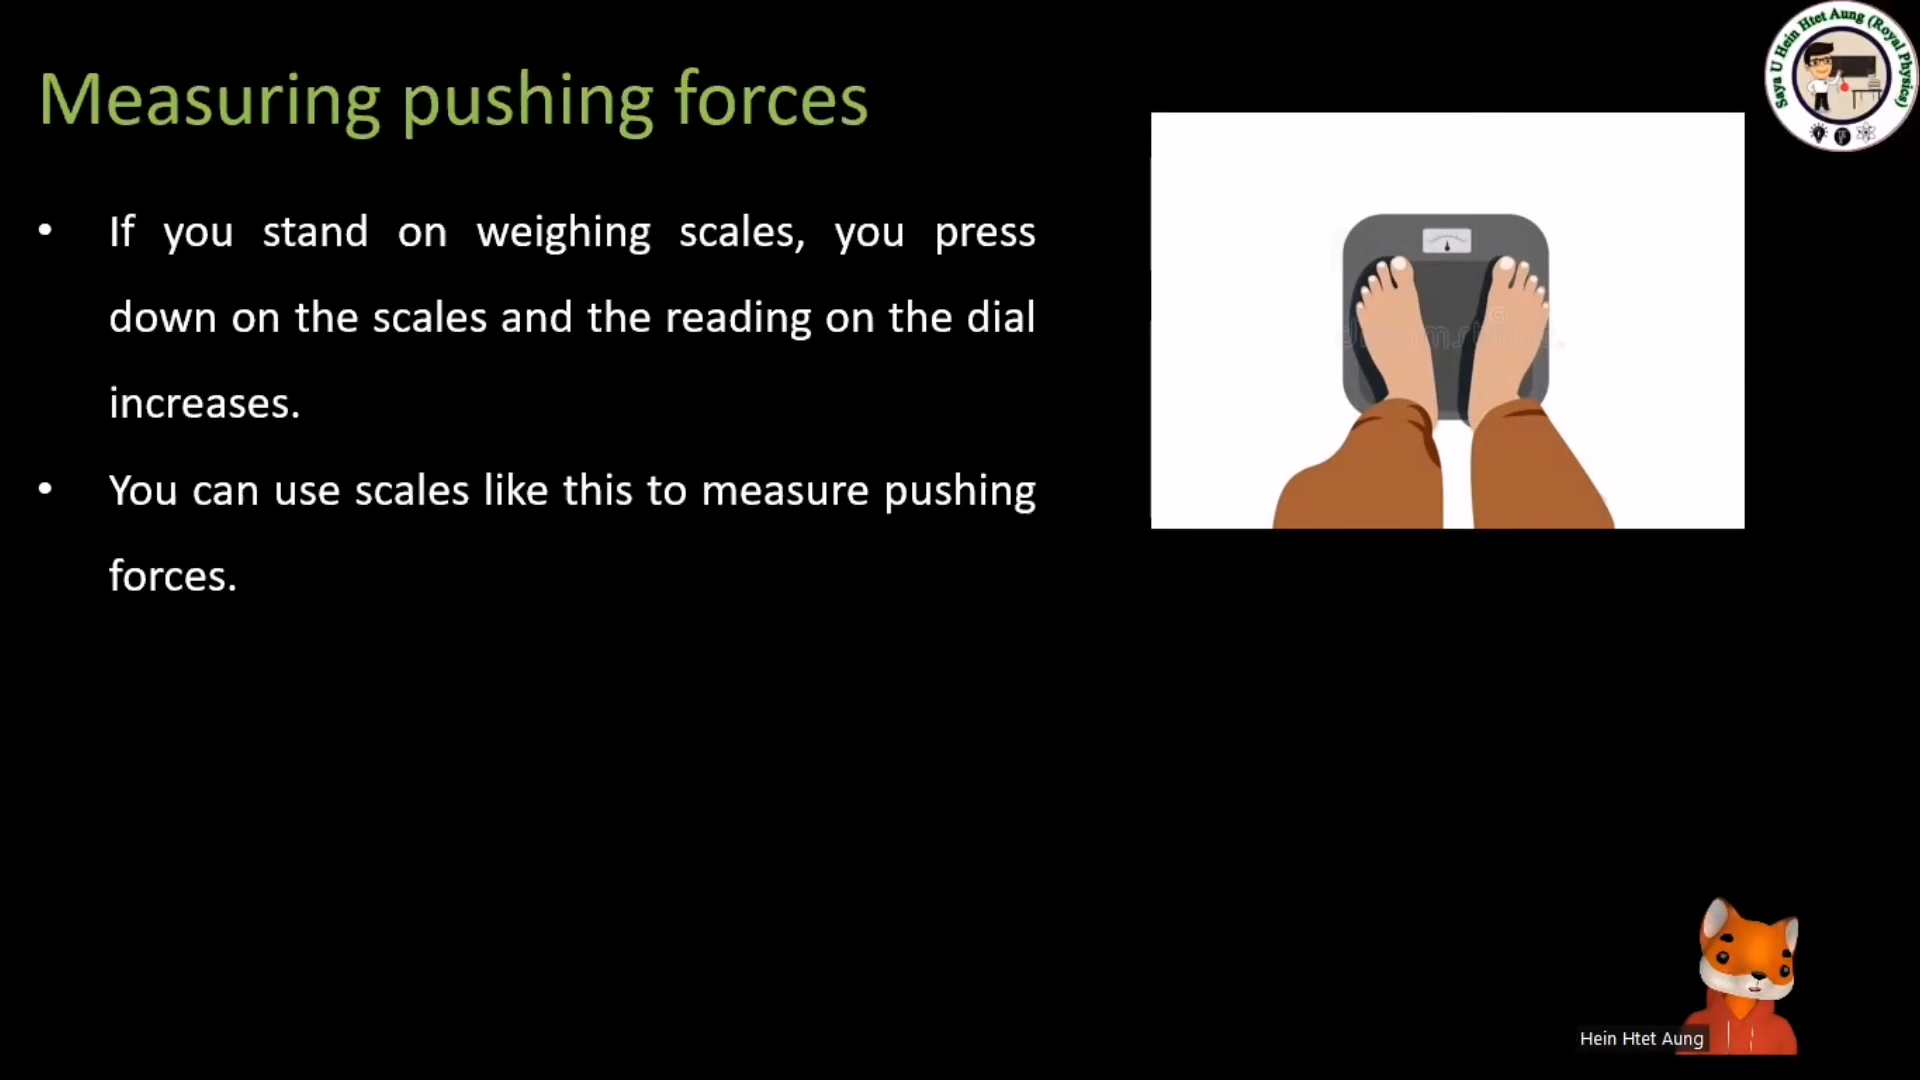 Measuring pushing forces
• If you stand on weighing scales, you press
down on the scales and the reading on the dial
increases.
• You can use scales like this to measure pushing
forces.
Saya U Hein Htet Aung (Royal Physics)
Hein Htet Aung